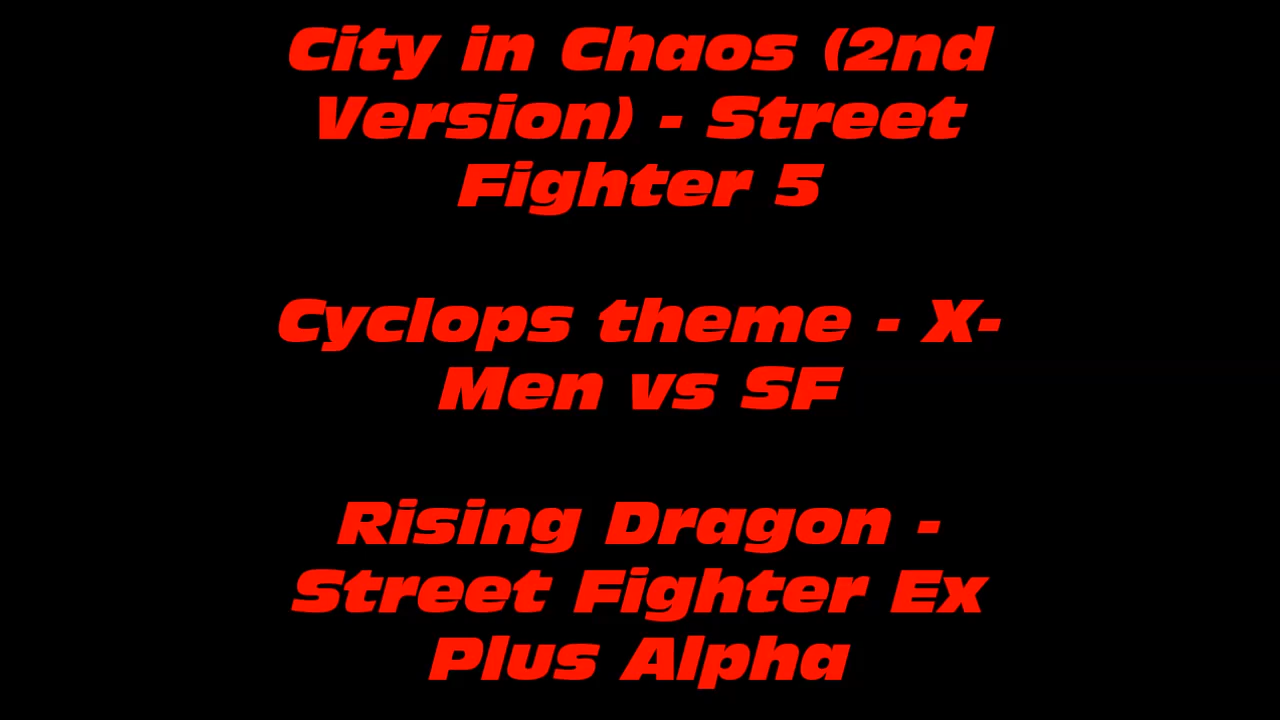 City in Chaos (2nd
Version) - Street
Fighter 5
Cyclops theme - X-
Men vs SF
Rising Dragon -
Street Fighter Ex
Plus Alpha